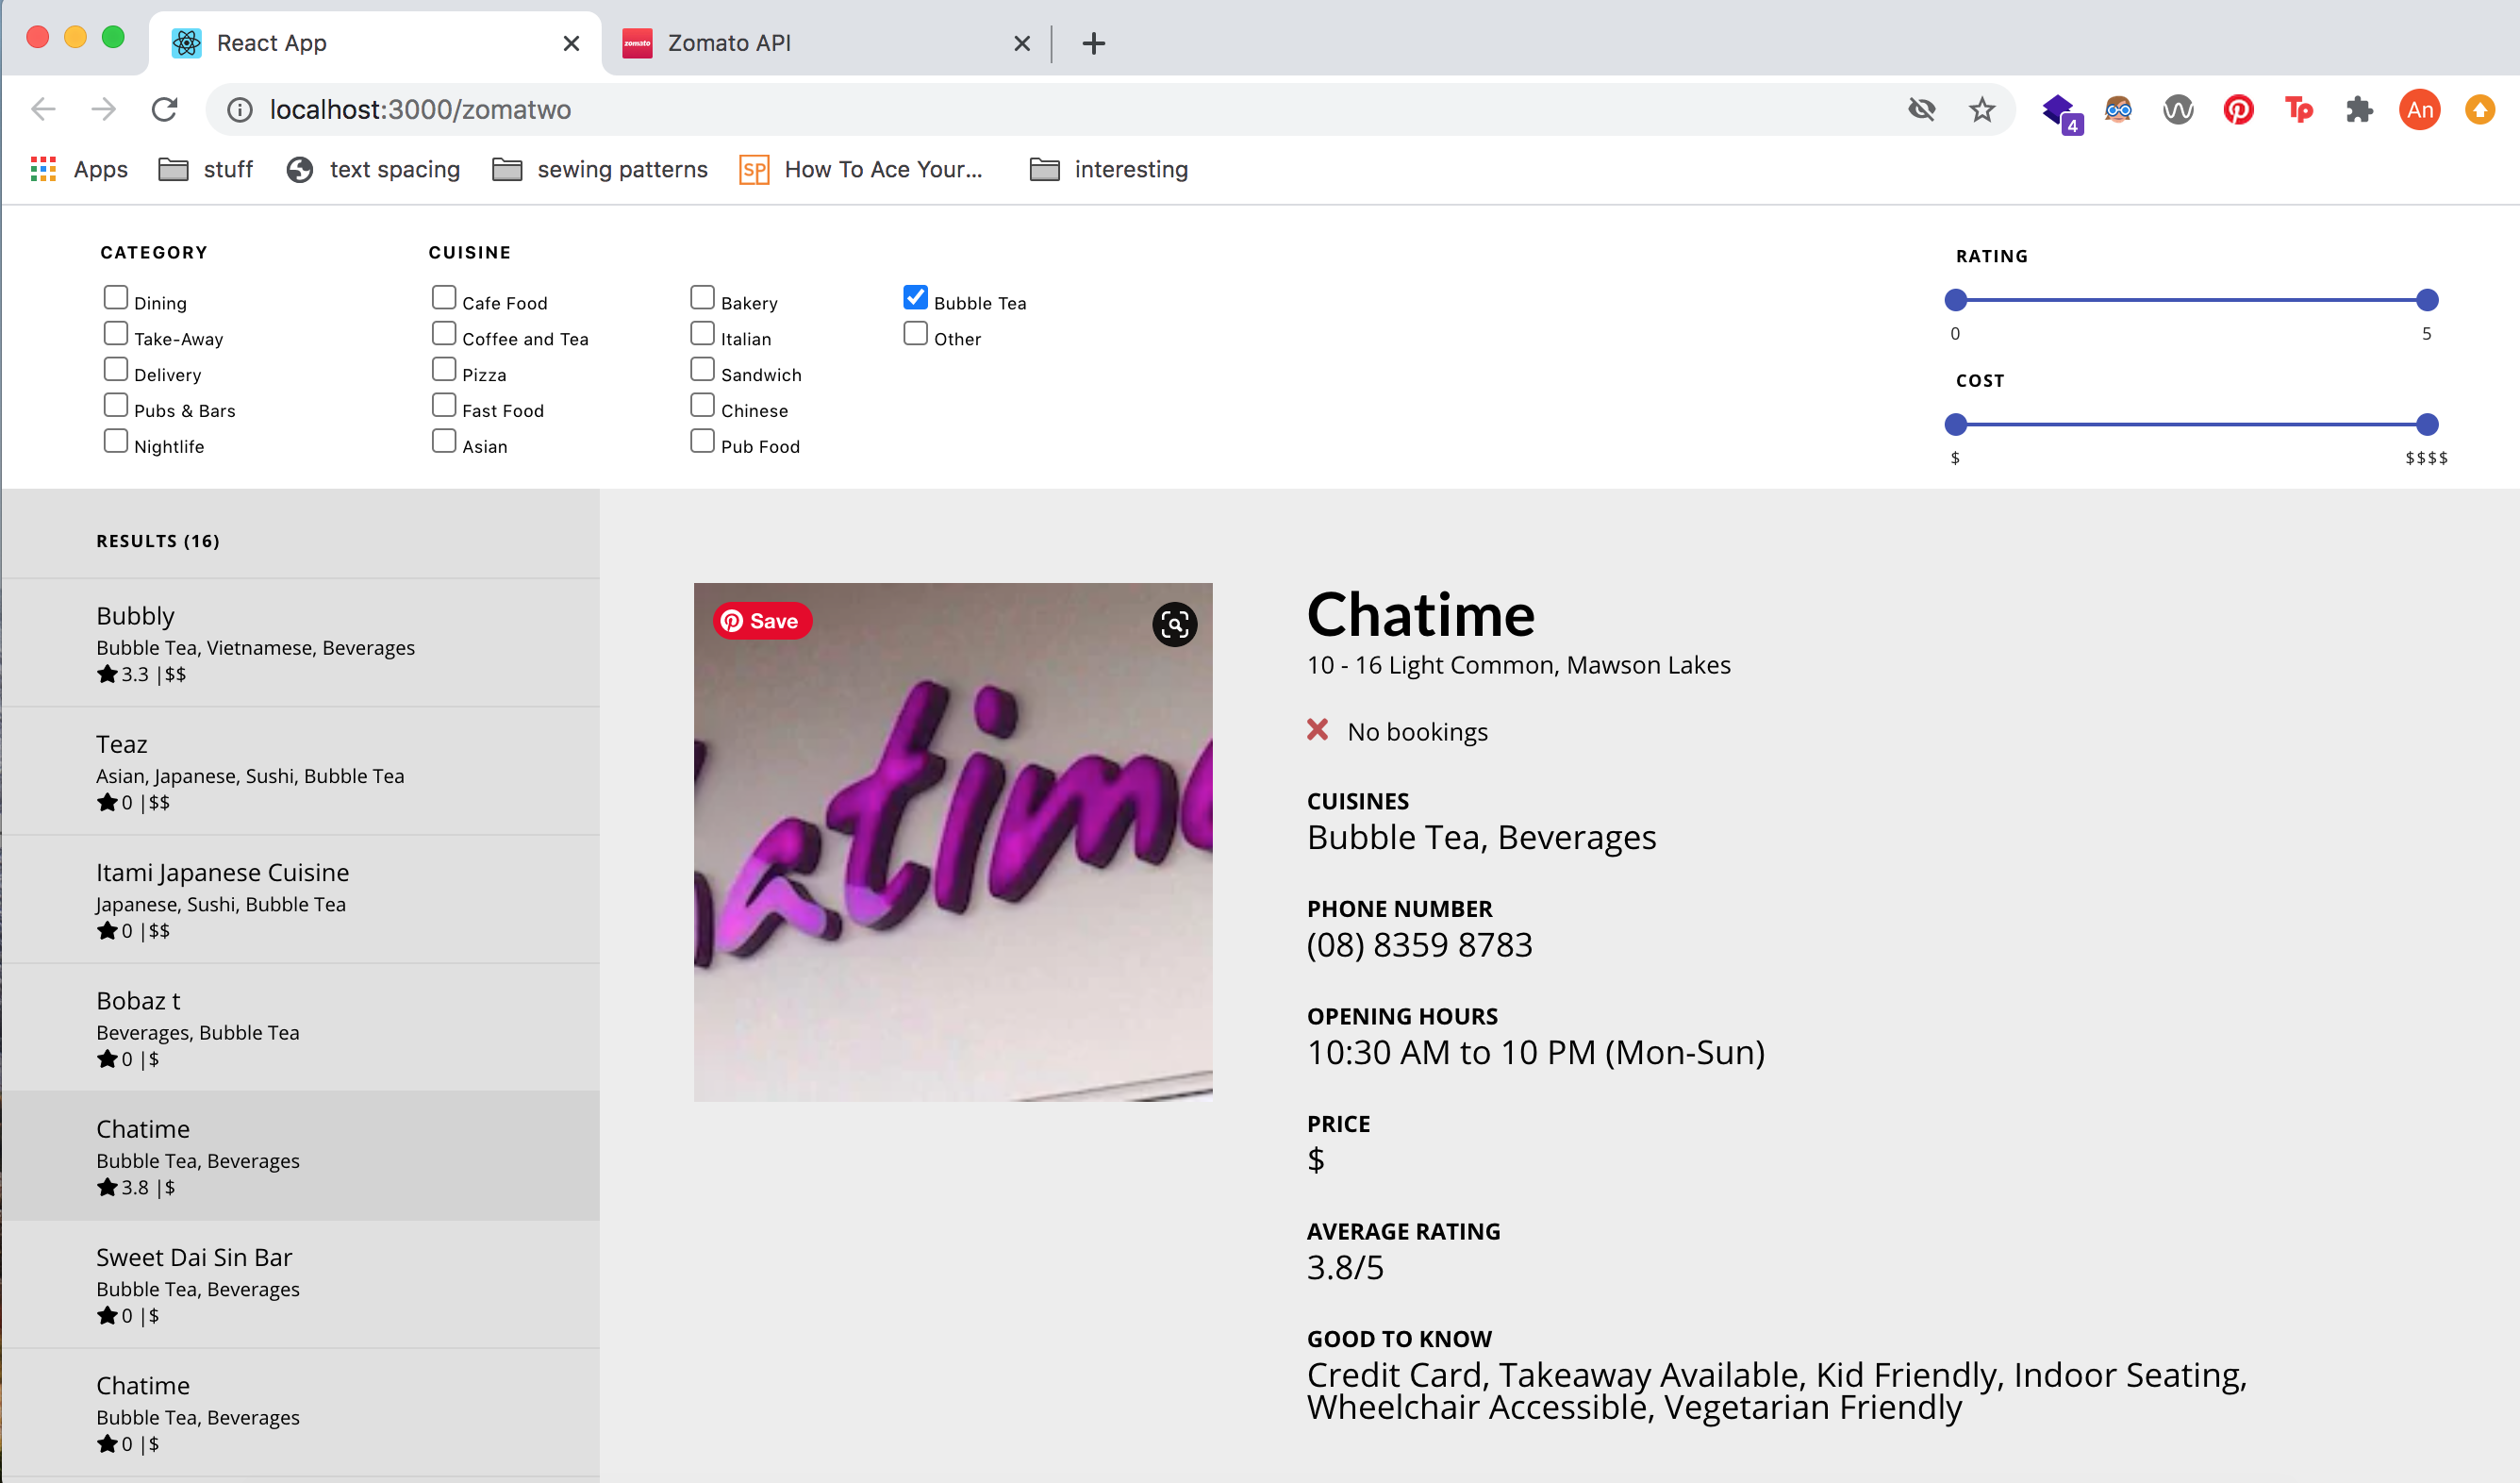 React App
zomato
Zomato API
localhost:3000/zomatwo
4
Tp
An
Apps
stuff
text spacing
sewing patterns
SP
How To Ace Your...
interesting
CATEGORY
Dining
Take-Away
Delivery
Pubs & Bars
Nightlife
CUISINE
Cafe Food
Coffee and Tea
Pizza
Fast Food
Asian
Bakery
Italian
Sandwich
Chinese
Pub Food
Bubble Tea
Other
RATING
0 5
COST
$ $$$$
RESULTS (16)
Bubbly
Bubble Tea, Vietnamese, Beverages
3.3 |$$
Teaz
Asian, Japanese, Sushi, Bubble Tea
0 |$$
Itami Japanese Cuisine
Japanese, Sushi, Bubble Tea
0 |$$
Bobaz t
Beverages, Bubble Tea
0 |$
Chatime
Bubble Tea, Beverages
3.8 |$
Sweet Dai Sin Bar
Bubble Tea, Beverages
0 |$
Chatime
Bubble Tea, Beverages
0 |$
Save
atime
Chatime
10 - 16 Light Common, Mawson Lakes
No bookings
CUISINES
Bubble Tea, Beverages
PHONE NUMBER
(08) 8359 8783
OPENING HOURS
10:30 AM to 10 PM (Mon-Sun)
PRICE
$
AVERAGE RATING
3.8/5
GOOD TO KNOW
Credit Card, Takeaway Available, Kid Friendly, Indoor Seating,
Wheelchair Accessible, Vegetarian Friendly